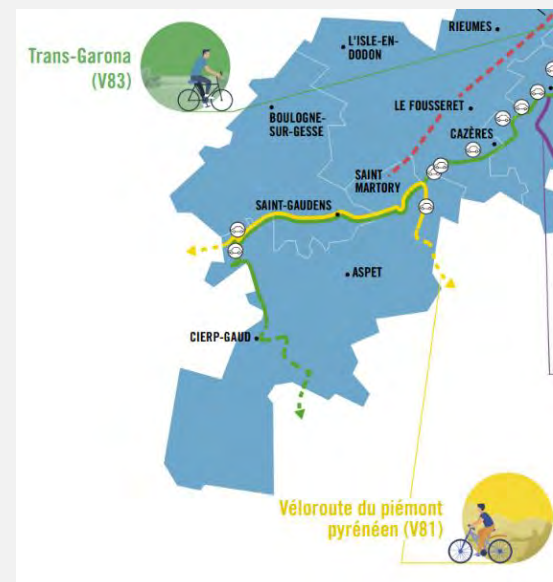 Trans-Garona
(V83)
L'ISLE-EN-
DODON
RIEUMES
BOULOGNE-
SUR-GESSE
LE FOUSSERET
CAZÈRES
SAINT
MARTORY
SAINT-GAUDENS
ASPET
CIERP-GAUD
Véloroute du piémont
pyrénéen (V81)